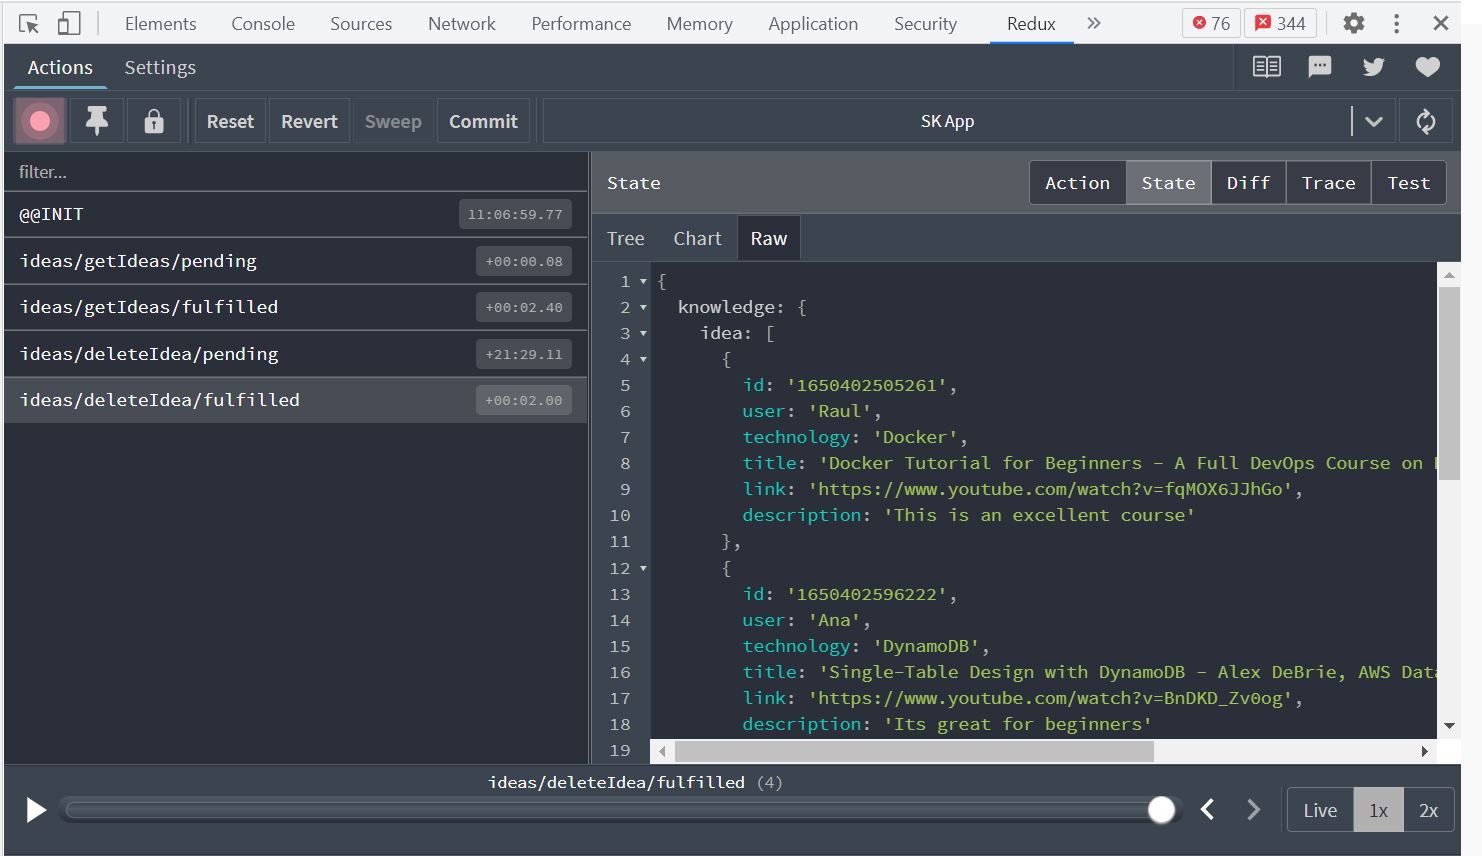 Elements Console Sources Network Performance Memory Application Security Redux » 76 344
Actions Settings
Reset Revert Sweep Commit SK App
filter...
@@INIT 11:06:59.77
ideas/getIdeas/pending +00:00.08
ideas/getIdeas/fulfilled +00:02.40
ideas/deleteIdea/pending +21:29.11
ideas/deleteIdea/fulfilled +00:02.00
State Action State Diff Trace Test
Tree Chart Raw
1 {
2 knowledge: {
3 idea: [
4 {
5 id: '1650402505261',
6 user: 'Raul',
7 technology: 'Docker',
8 title: 'Docker Tutorial for Beginners - A Full DevOps Course on
9 link: 'https://www.youtube.com/watch?v=fqMOX6JJhGo',
10 description: 'This is an excellent course'
11 },
12 {
13 id: '1650402596222',
14 user: 'Ana',
15 technology: 'DynamoDB',
16 title: 'Single-Table Design with DynamoDB - Alex DeBrie, AWS Data
17 link: 'https://www.youtube.com/watch?v=BnDKD_Zv0og',
18 description: 'Its great for beginners'
19
ideas/deleteIdea/fulfilled (4)
Live 1x 2x